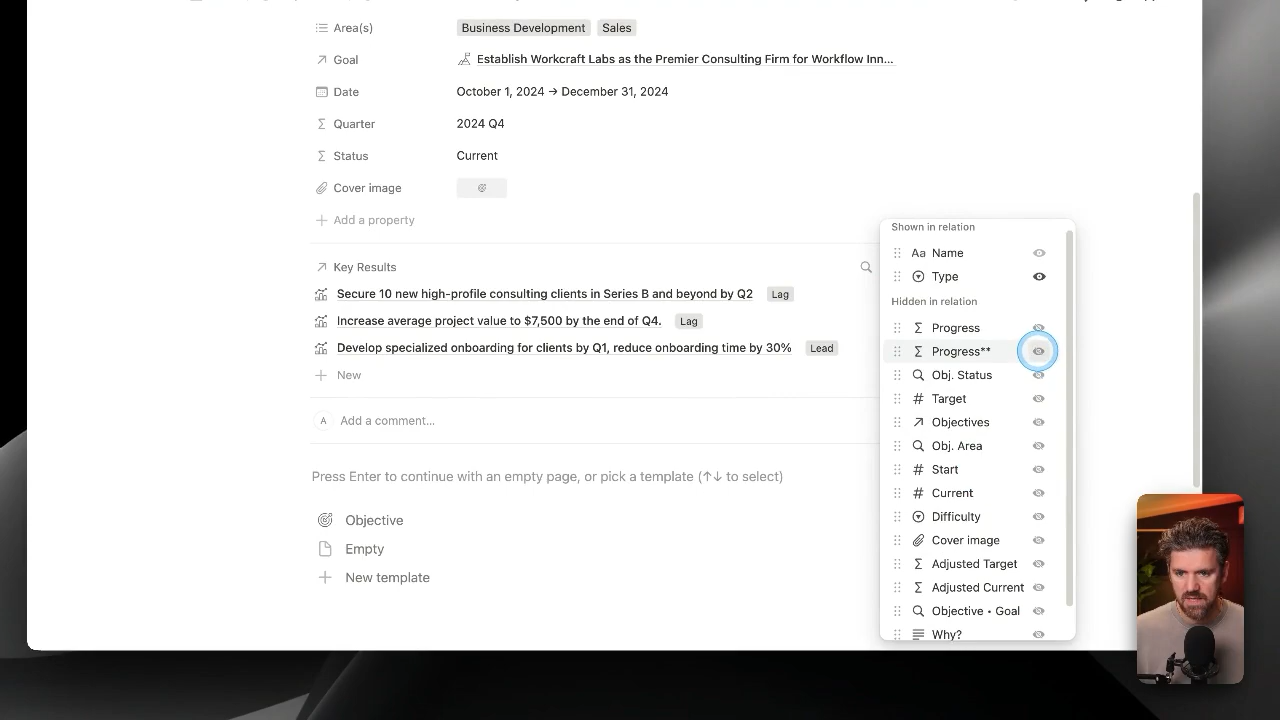 Area(s) Business Development Sales
Goal Establish Workcraft Labs as the Premier Consulting Firm for Workflow Inn...
Date October 1, 2024 → December 31, 2024
Quarter 2024 Q4
Status Current
Cover image
Add a property
Key Results
Secure 10 new high-profile consulting clients in Series B and beyond by Q2 Lag
Increase average project value to $7,500 by the end of Q4. Lag
Develop specialized onboarding for clients by Q1, reduce onboarding time by 30% Lead
New
A Add a comment...
Press Enter to continue with an empty page, or pick a template (↑↓ to select)
Objective
Empty
New template
Shown in relation
Aa Name
Type
Hidden in relation
Σ Progress
Σ Progress**
Obj. Status
# Target
Objectives
Obj. Area
# Start
# Current
Difficulty
Cover image
Σ Adjusted Target
Σ Adjusted Current
Objective • Goal
Why?